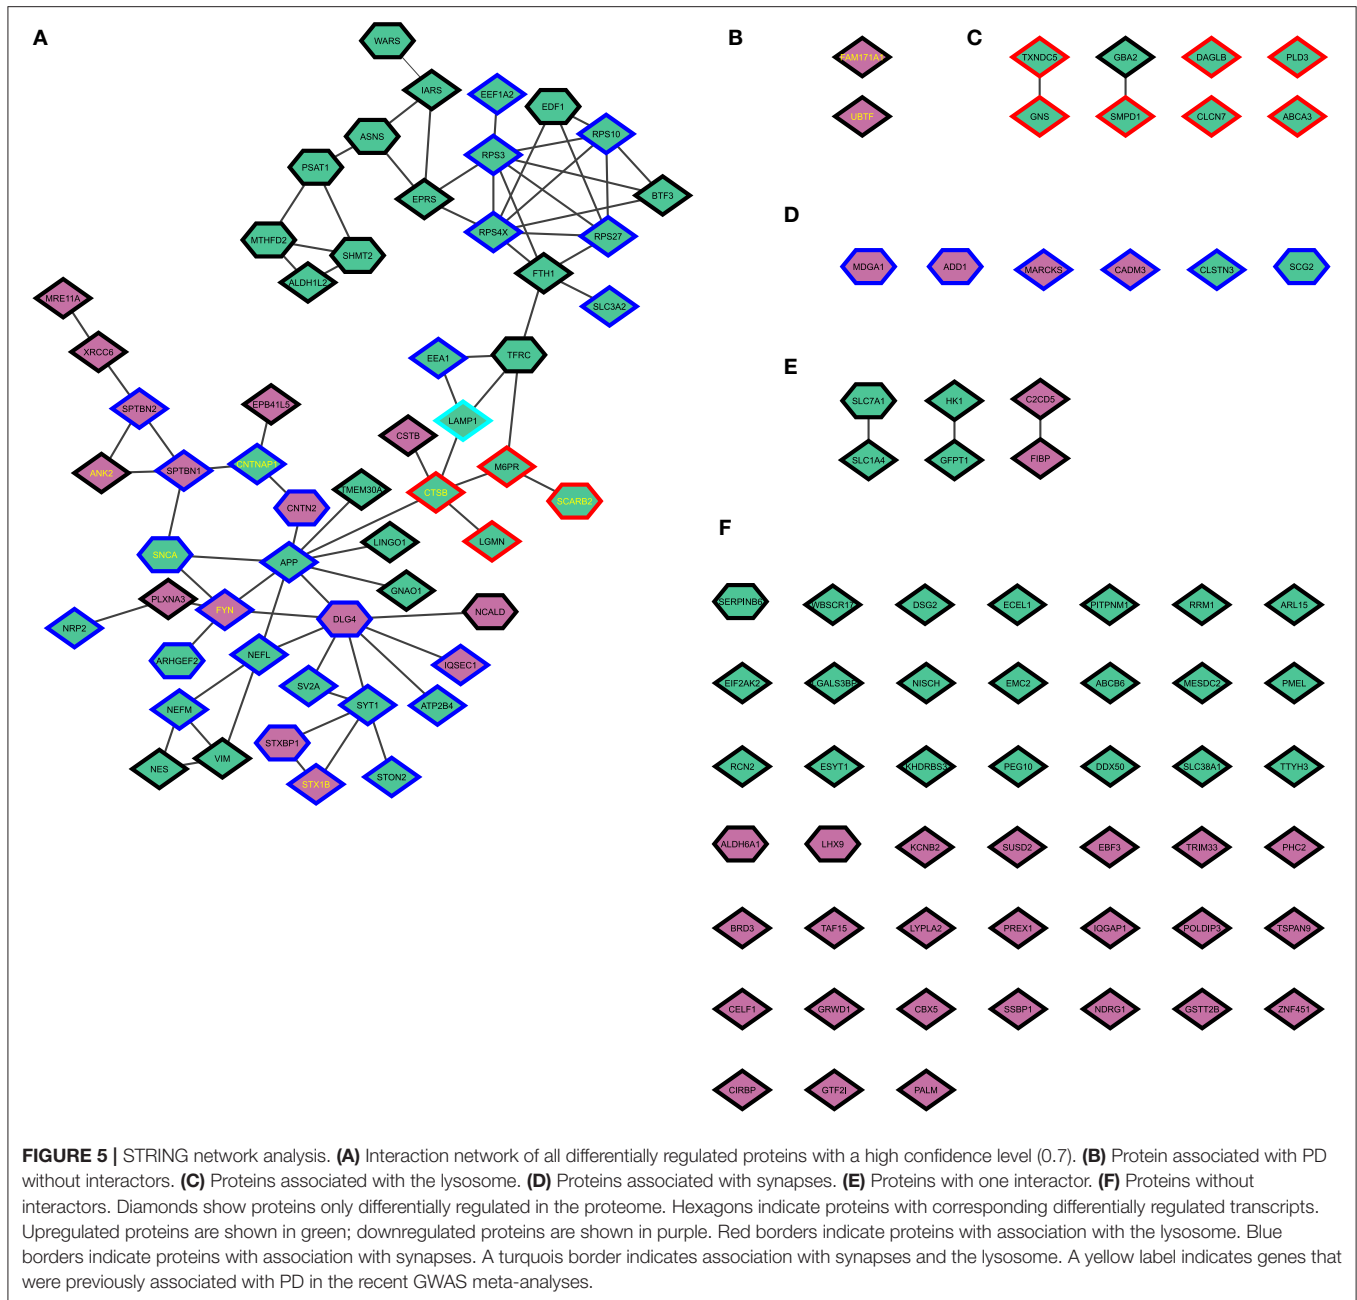 A
B
C
WARS
FAM171A1
TXNDC5
GBA2
DAGLB
PLD3
IARS
EEF1A2
EDF1
UBTF
GNS
SMPD1
CLCN7
ABCA3
ASNS
RPS10
RPS3
PSAT1
EPRS
BTF3
D
MTHFD2
SHMT2
RPS4X
RPS27
ALDH1L2
FTH1
MDGA1
ADD1
MARCKS
CADM3
CLSTN3
SCG2
MRE11A
SLC3A2
XRCC6
EEA1
TFRC
E
SPTBN2
EPB41L5
LAMP1
SLC7A1
HK1
C2CD5
CSTB
ANK2
SPTBN1
CNTNAP1
M6PR
SLC1A4
GFPT1
FIBP
TMEM30A
CTSB
SCARB2
CNTN2
LINGO1
LGMN
F
SNCA
APP
GNAO1
PLXNA3
FYN
DLG4
NCALD
SERPINB6
WBSCR17
DSG2
ECEL1
PITPNM1
RRM1
ARL15
NRP2
ARHGEF2
NEFL
IQSEC1
SV2A
EIF2AK2
LGALS3BP
NISCH
EMC2
ABCB6
MESDC2
PMEL
NEFM
SYT1
ATP2B4
STXBP1
NES
VIM
STX1B
STON2
RCN2
ESYT1
KHDRBS3
PEG10
DDX50
SLC38A1
TTYH3
ALDH6A1
LHX9
KCNB2
SUSD2
EBF3
TRIM33
PHC2
BRD3
TAF15
LYPLA2
PREX1
IQGAP1
POLDIP3
TSPAN9
CELF1
GRWD1
CBX5
SSBP1
NDRG1
GSTT2B
ZNF451
CIRBP
GTF2I
PALM
FIGURE 5 | STRING network analysis. (A) Interaction network of all differentially regulated proteins with a high confidence level (0.7). (B) Protein associated with PD
without interactors. (C) Proteins associated with the lysosome. (D) Proteins associated with synapses. (E) Proteins with one interactor. (F) Proteins without
interactors. Diamonds show proteins only differentially regulated in the proteome. Hexagons indicate proteins with corresponding differentially regulated transcripts.
Upregulated proteins are shown in green; downregulated proteins are shown in purple. Red borders indicate proteins with association with the lysosome. Blue
borders indicate proteins with association with synapses. A turquois border indicates association with synapses and the lysosome. A yellow label indicates genes that
were previously associated with PD in the recent GWAS meta-analyses.